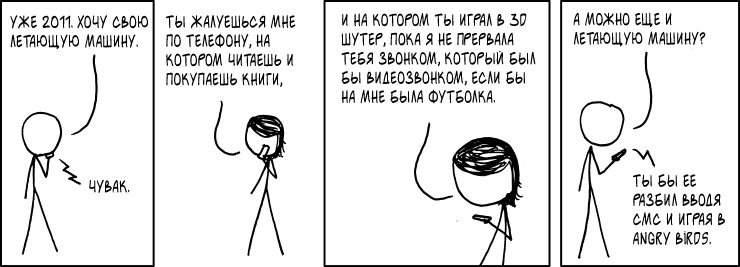 УЖЕ 2011. ХОЧУ СВОЮ
ЛЕТАЮЩУЮ МАШИНУ.
ЧУВАК.
ТЫ ЖАЛУЕШЬСЯ МНЕ
ПО ТЕЛЕФОНУ, НА
КОТОРОМ ЧИТАЕШЬ И
ПОКУПАЕШЬ КНИГИ,
И НА КОТОРОМ ТЫ ИГРАЛ В 3D
ШУТЕР, ПОКА Я НЕ ПРЕРВАЛА
ТЕБЯ ЗВОНКОМ, КОТОРЫЙ БЫЛ
БЫ ВИДЕОЗВОНКОМ, ЕСЛИ БЫ
НА МНЕ БЫЛА ФУТБОЛКА.
А МОЖНО ЕЩЕ И
ЛЕТАЮЩУЮ МАШИНУ?
ТЫ БЫ ЕЕ
РАЗБИЛ ВВОДЯ
СМС И ИГРАЯ В
ANGRY BIRDS.